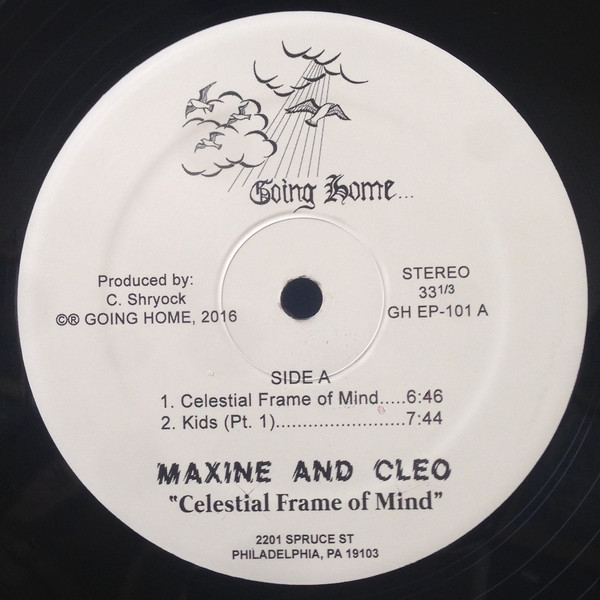 Going Home...
Produced by:
C. Shryock
©® GOING HOME, 2016
STEREO
33 1/3
GH EP-101 A
SIDE A
1. Celestial Frame of Mind.....6:46
2. Kids (Pt. 1).......................7:44
MAXINE AND CLEO
"Celestial Frame of Mind"
2201 SPRUCE ST
PHILADELPHIA, PA 19103